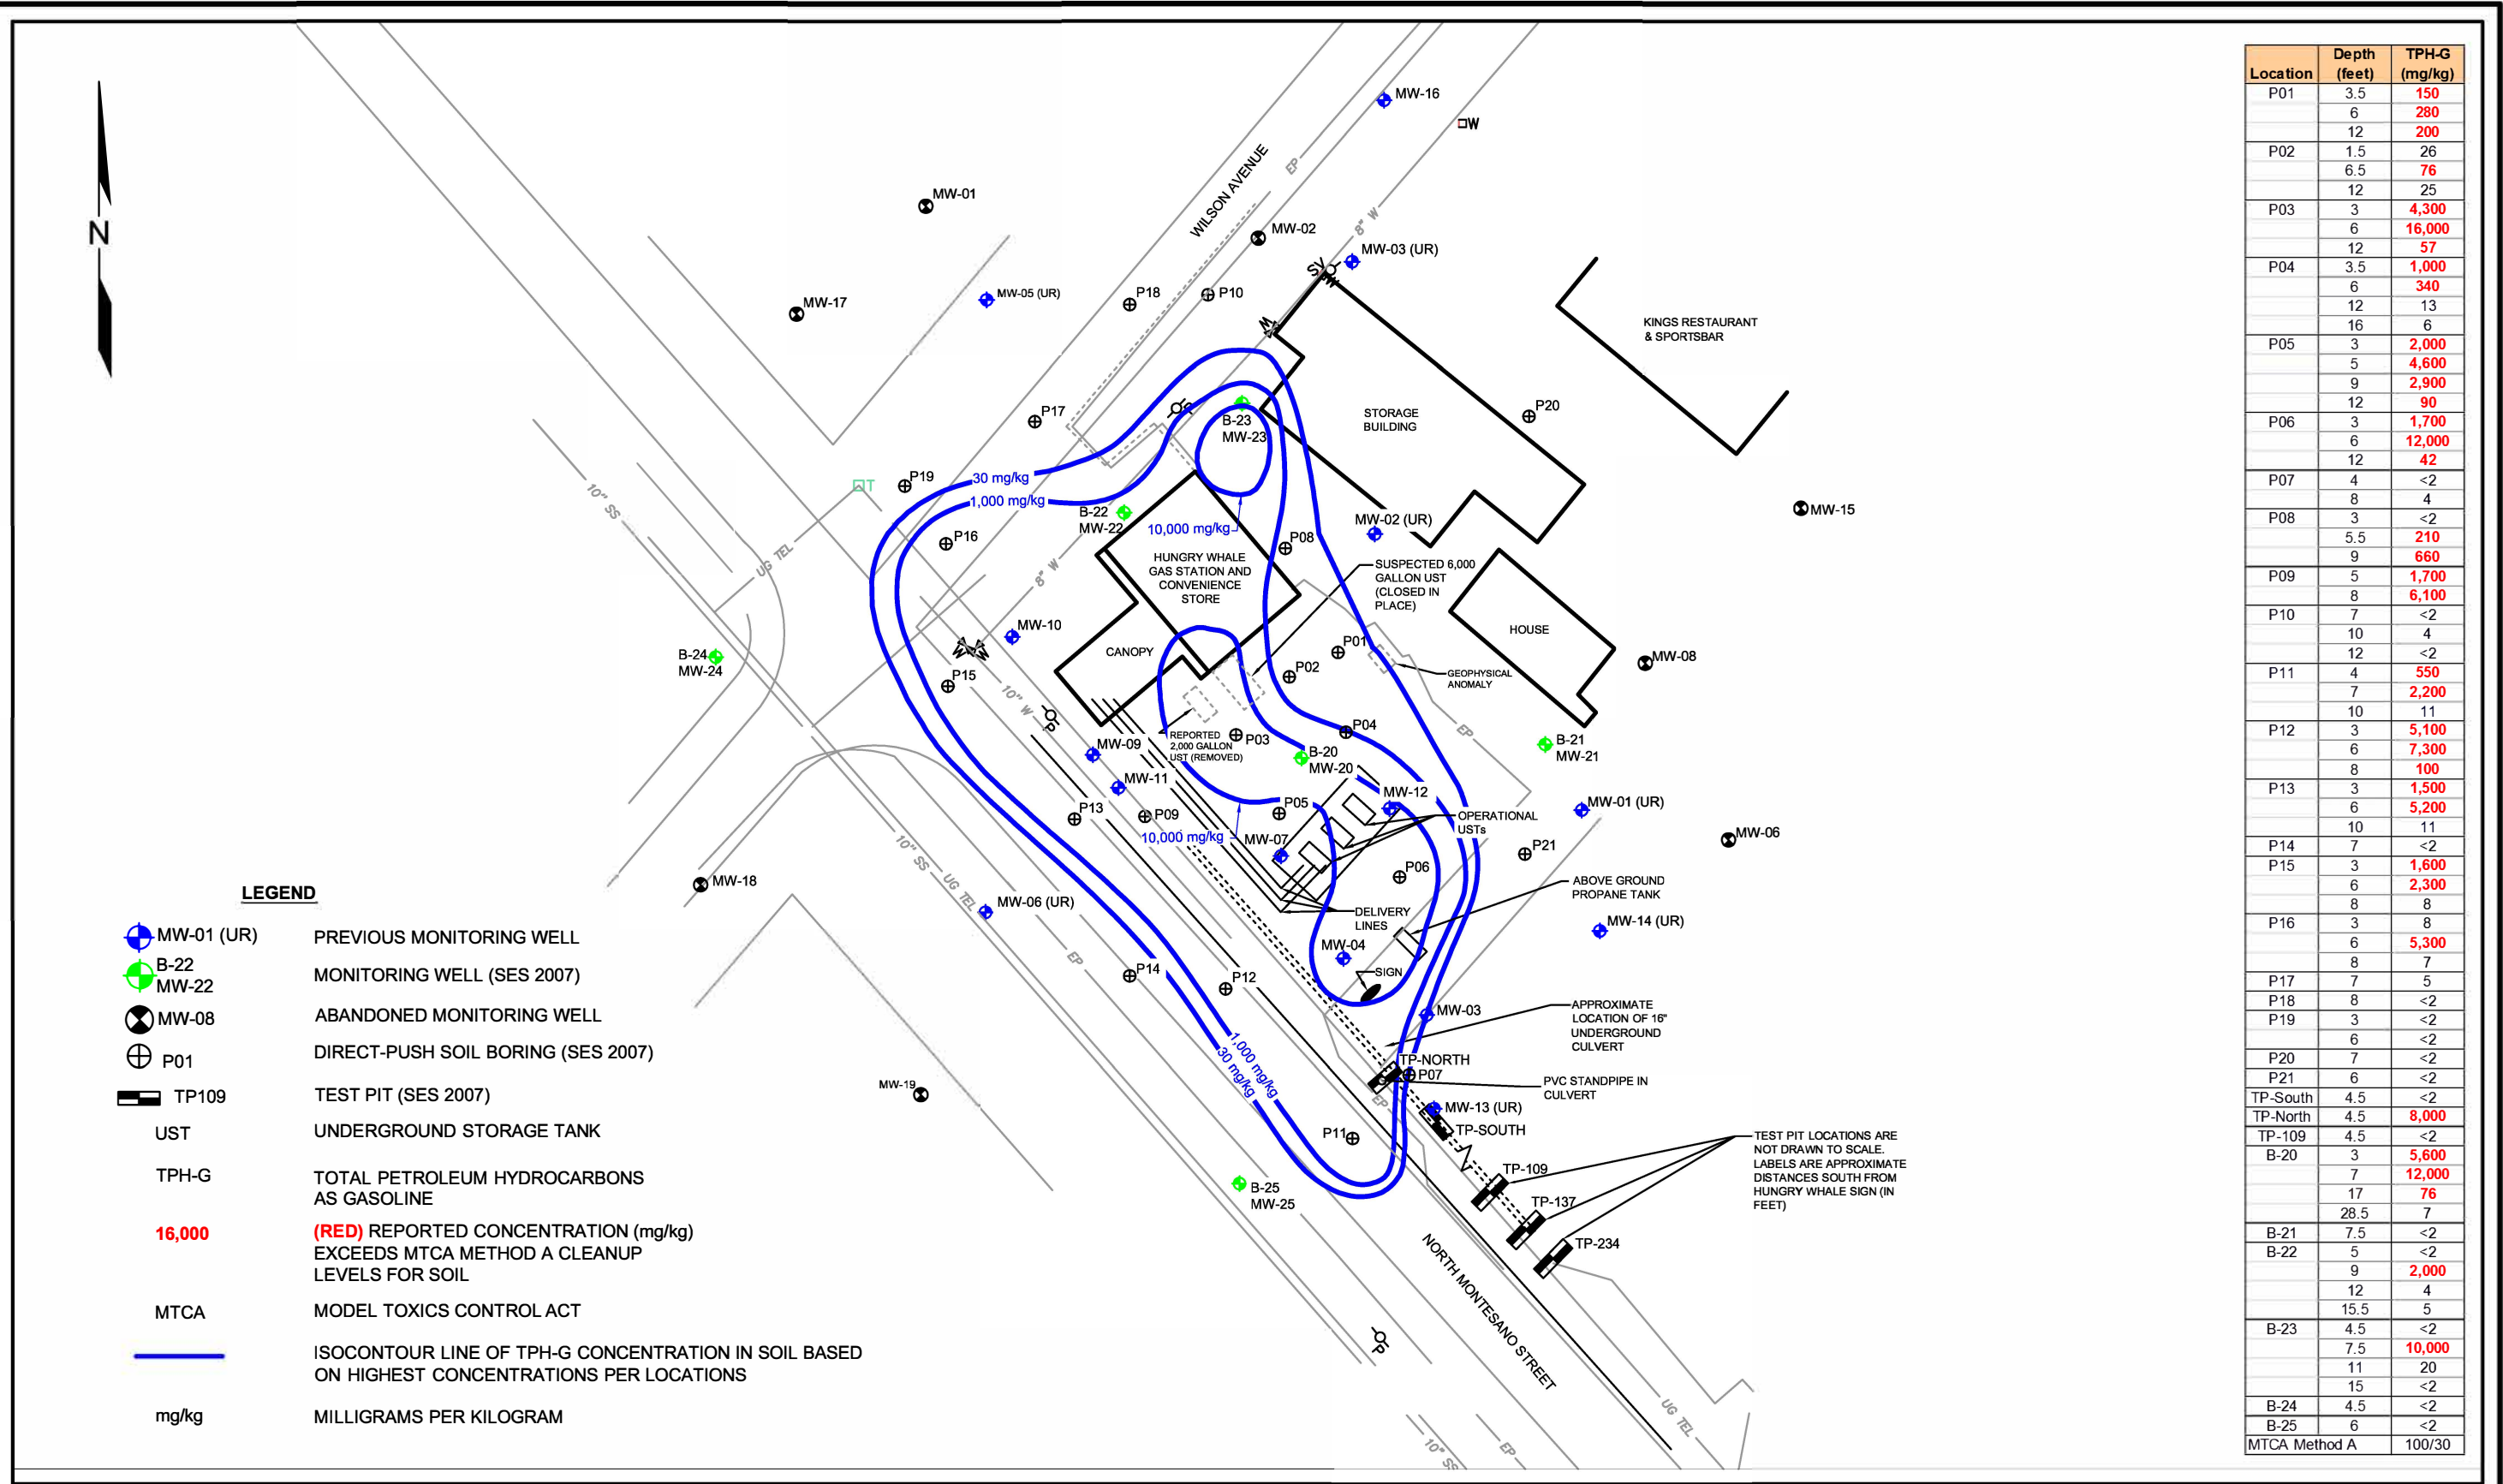 N
MW-16
W
EP
WILSON AVENUE
MW-01
MW-02
8" W
MW-03 (UR)
SV
W
MW-05 (UR)
MW-17
P18
P10
W
KINGS RESTAURANT
& SPORTSBAR
STORAGE
BUILDING
P20
P17
P
B-23
MW-23
30 mg/kg
1,000 mg/kg
P19
T
10" SS
B-22
MW-22
10,000 mg/kg
MW-02 (UR)
MW-15
P16
P08
UG TEL
8" W
HUNGRY WHALE
GAS STATION AND
CONVENIENCE
STORE
SUSPECTED 6,000
GALLON UST
(CLOSED IN
PLACE)
HOUSE
MW-10
W
W
CANOPY
P01
P02
GEOPHYSICAL
ANOMALY
MW-08
B-24
MW-24
P15
10" W
P
P04
EP
MW-09
REPORTED
2,000 GALLON
UST (REMOVED)
P03
B-20
MW-20
B-21
MW-21
MW-11
MW-12
P13
P09
P05
OPERATIONAL
USTs
MW-01 (UR)
10,000 mg/kg
MW-07
MW-06
P21
10" SS
UG TEL
MW-18
P06
ABOVE GROUND
PROPANE TANK
MW-06 (UR)
DELIVERY
LINES
MW-14 (UR)
MW-04
EP
P14
P12
SIGN
MW-03
APPROXIMATE
LOCATION OF 16"
UNDERGROUND
CULVERT
1,000 mg/kg
30 mg/kg
TP-NORTH
P07
PVC STANDPIPE IN
CULVERT
EP
MW-19
MW-13 (UR)
TP-SOUTH
P11
TEST PIT LOCATIONS ARE
NOT DRAWN TO SCALE.
LABELS ARE APPROXIMATE
DISTANCES SOUTH FROM
HUNGRY WHALE SIGN (IN
FEET)
TP-109
B-25
MW-25
TP-137
TP-234
NORTH MONTESANO STREET
P
UG TEL
10" SS
EP
LEGEND
MW-01 (UR) PREVIOUS MONITORING WELL
B-22
MW-22 MONITORING WELL (SES 2007)
MW-08 ABANDONED MONITORING WELL
P01 DIRECT-PUSH SOIL BORING (SES 2007)
TP109 TEST PIT (SES 2007)
UST UNDERGROUND STORAGE TANK
TPH-G TOTAL PETROLEUM HYDROCARBONS
AS GASOLINE
16,000 (RED) REPORTED CONCENTRATION (mg/kg)
EXCEEDS MTCA METHOD A CLEANUP
LEVELS FOR SOIL
MTCA MODEL TOXICS CONTROL ACT
ISOCONTOUR LINE OF TPH-G CONCENTRATION IN SOIL BASED
ON HIGHEST CONCENTRATIONS PER LOCATIONS
mg/kg MILLIGRAMS PER KILOGRAM
Location Depth (feet) TPH-G (mg/kg)
P01 3.5 150
6 280
12 200
P02 1.5 26
6.5 76
12 25
P03 3 4,300
6 16,000
12 57
P04 3.5 1,000
6 340
12 13
16 6
P05 3 2,000
5 4,600
9 2,900
12 90
P06 3 1,700
6 12,000
12 42
P07 4 <2
8 4
P08 3 <2
5.5 210
9 660
P09 5 1,700
8 6,100
P10 7 <2
10 4
12 <2
P11 4 550
7 2,200
10 11
P12 3 5,100
6 7,300
8 100
P13 3 1,500
6 5,200
10 11
P14 7 <2
P15 3 1,600
6 2,300
8 8
P16 3 8
6 5,300
8 7
P17 7 5
P18 8 <2
P19 3 <2
6 <2
P20 7 <2
P21 6 <2
TP-South 4.5 <2
TP-North 4.5 8,000
TP-109 4.5 <2
B-20 3 5,600
7 12,000
17 76
28.5 7
B-21 7.5 <2
B-22 5 <2
9 2,000
12 4
15.5 5
B-23 4.5 <2
7.5 10,000
11 20
15 <2
B-24 4.5 <2
B-25 6 <2
MTCA Method A 100/30